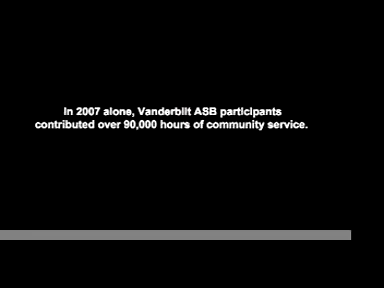 In 2007 alone, Vanderbilt ASB participants
contributed over 90,000 hours of community service.